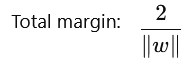 Total margin: 2 / ‖w‖